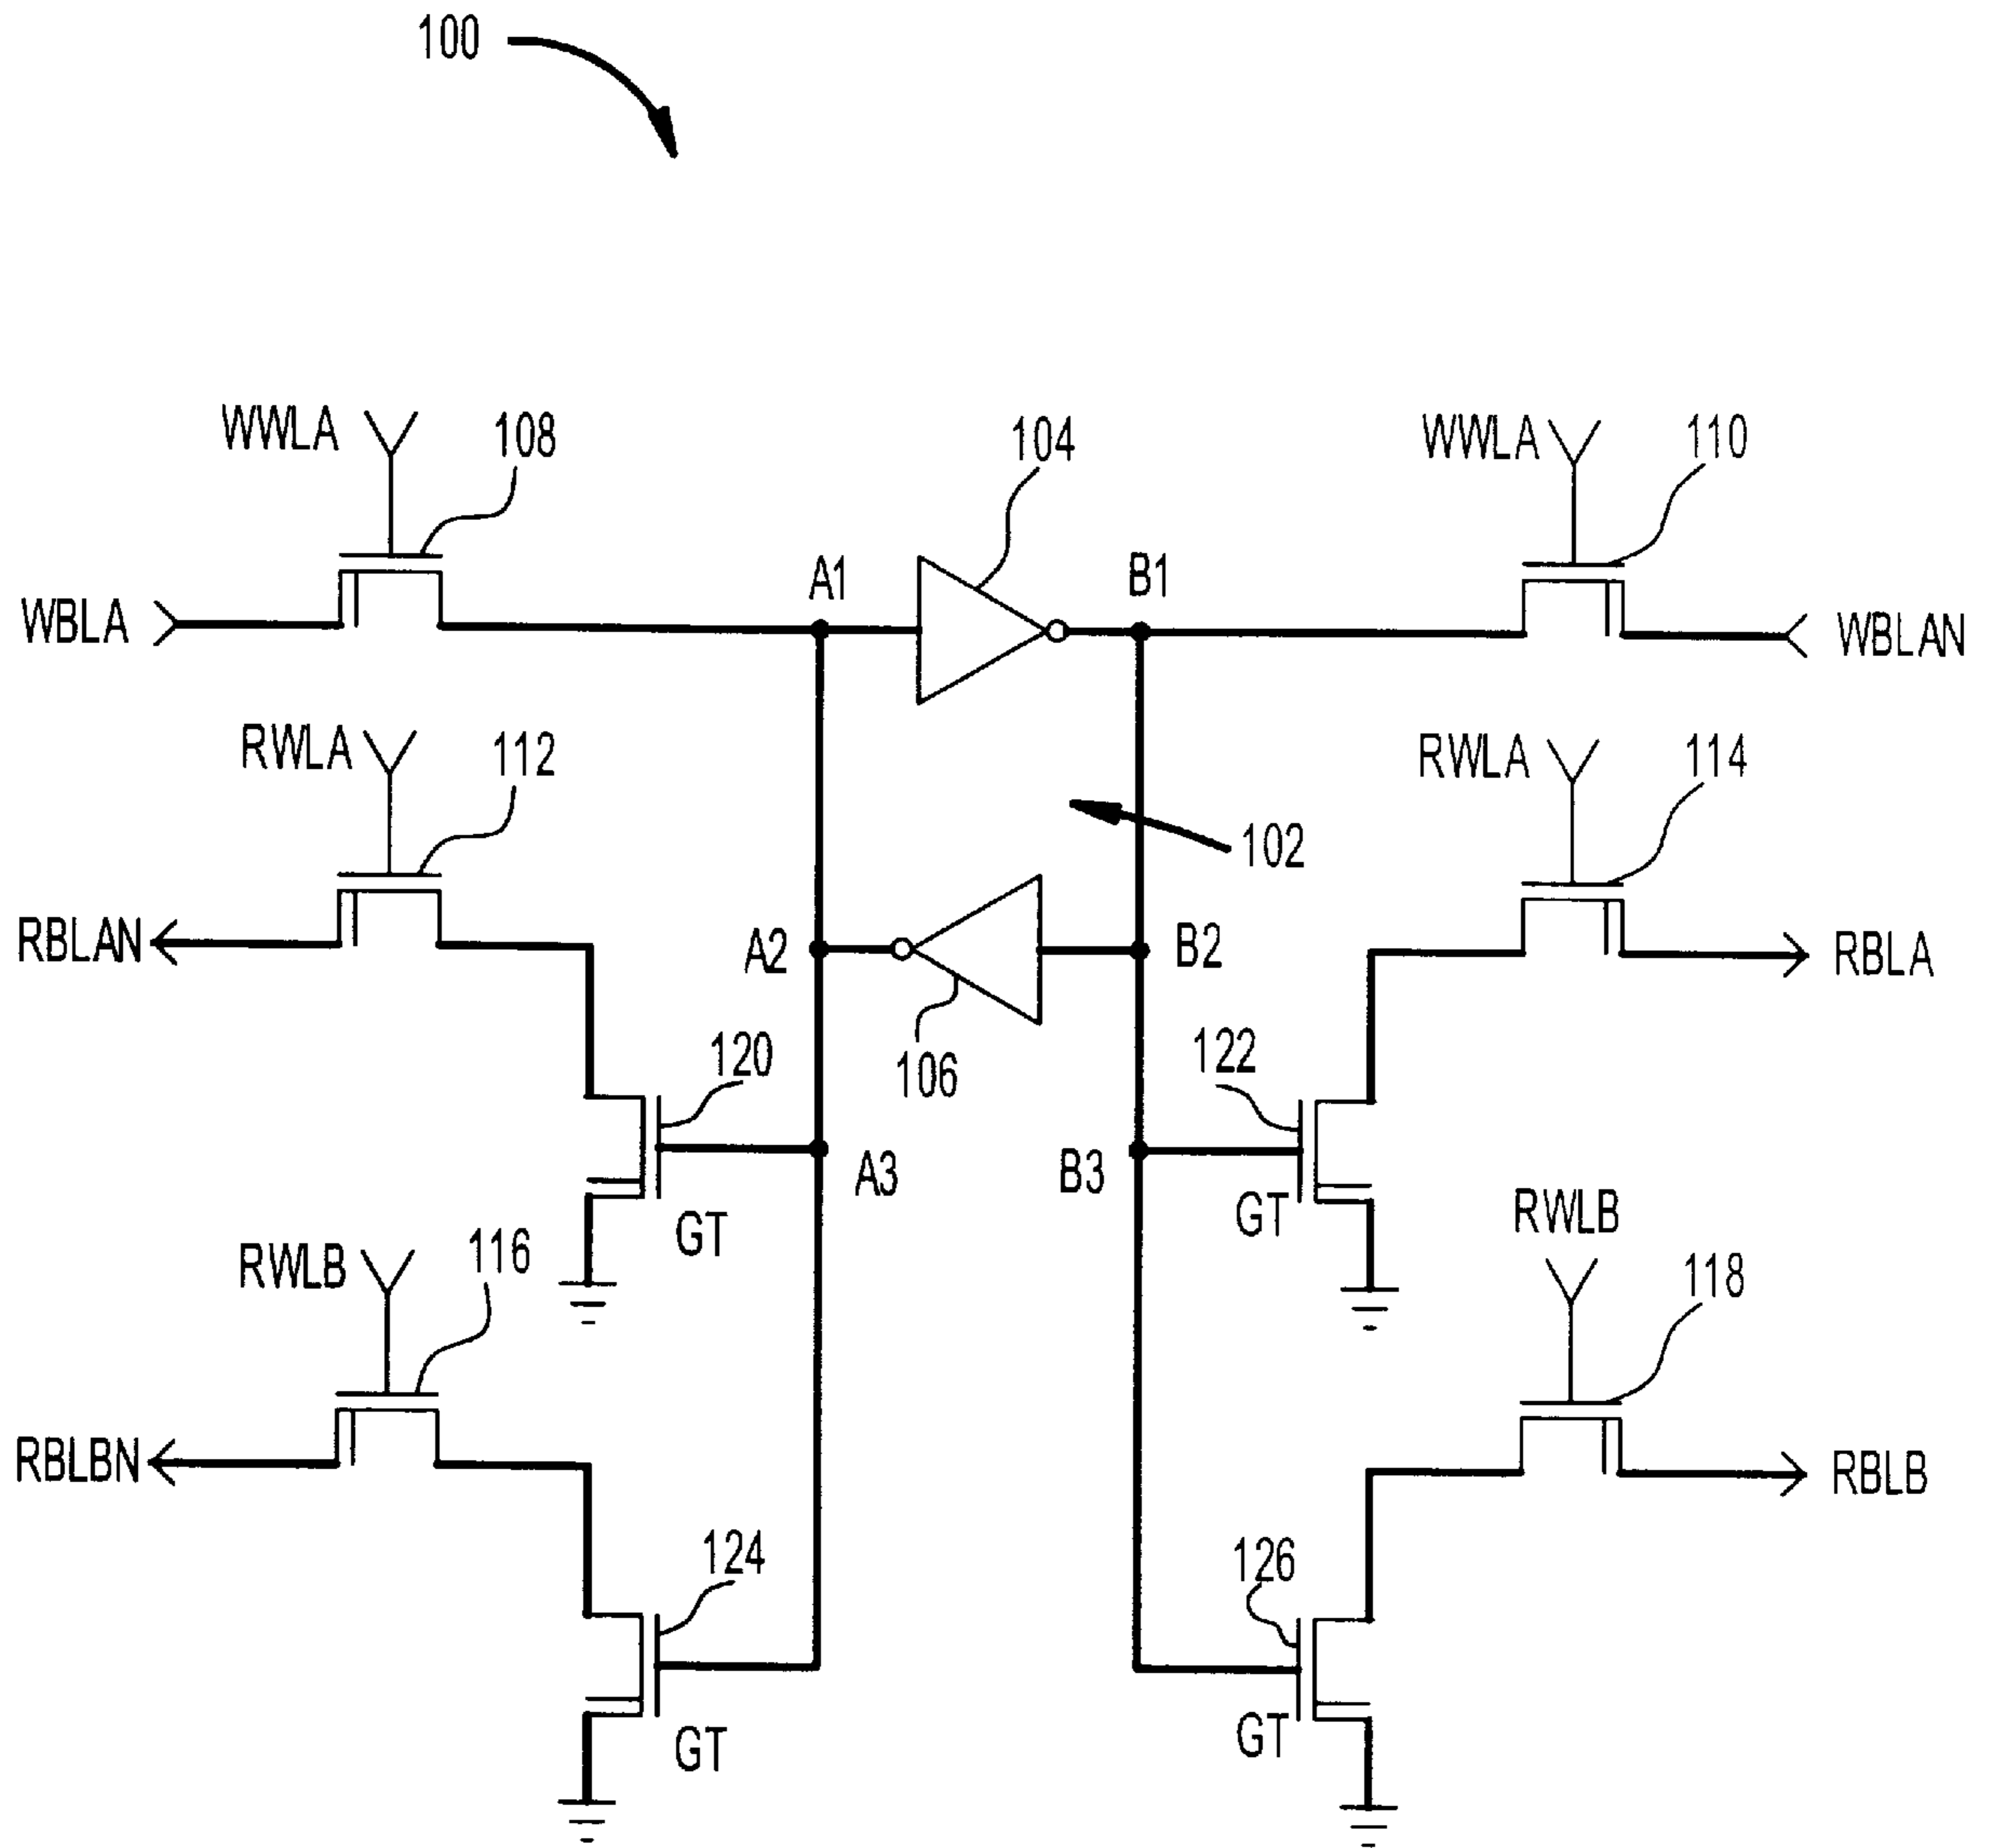 100
WWLA
108
104
WWLA
110
WBLA
A1
B1
WBLAN
RWLA
112
RWLA
114
102
RBLAN
A2
B2
RBLA
106
120
122
A3
B3
GT
GT
RWLB
RWLB
116
118
RBLBN
RBLB
124
126
GT
GT